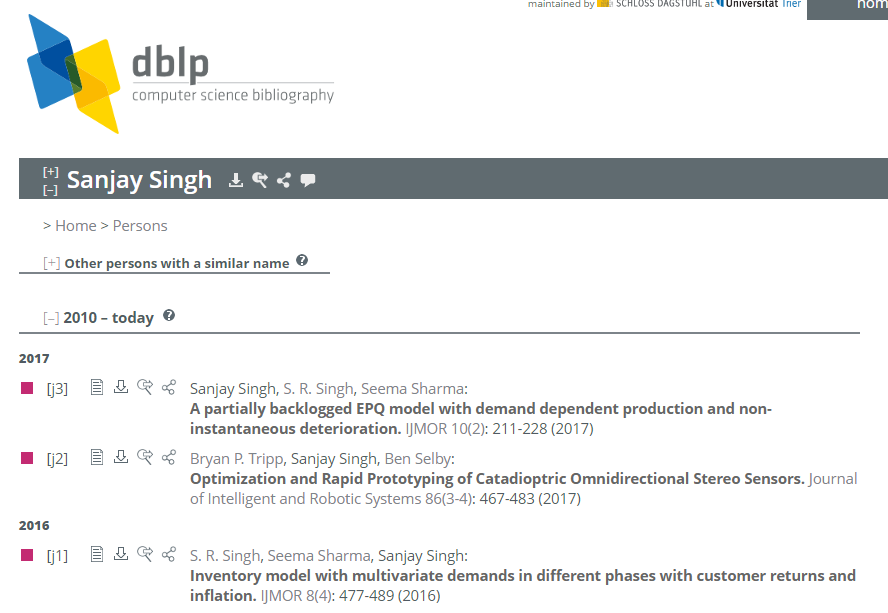 maintained by SCHLOSS DAGSTUHL at Universität Trier
hom
dblp
computer science bibliography
[+]
[–] Sanjay Singh
> Home > Persons
[+] Other persons with a similar name ?
[–] 2010 – today ?
2017
[j3] Sanjay Singh, S. R. Singh, Seema Sharma:
A partially backlogged EPQ model with demand dependent production and non-
instantaneous deterioration. IJMOR 10(2): 211-228 (2017)
[j2] Bryan P. Tripp, Sanjay Singh, Ben Selby:
Optimization and Rapid Prototyping of Catadioptric Omnidirectional Stereo Sensors. Journal
of Intelligent and Robotic Systems 86(3-4): 467-483 (2017)
2016
[j1] S. R. Singh, Seema Sharma, Sanjay Singh:
Inventory model with multivariate demands in different phases with customer returns and
inflation. IJMOR 8(4): 477-489 (2016)